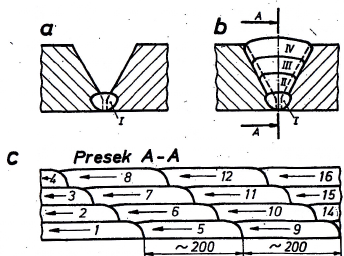 a
b
A
IV
III
II
I
I
A
c Presek A-A
4 8 12 16
3 7 11 15
2 6 10 14
1 5 9
~200 ~200